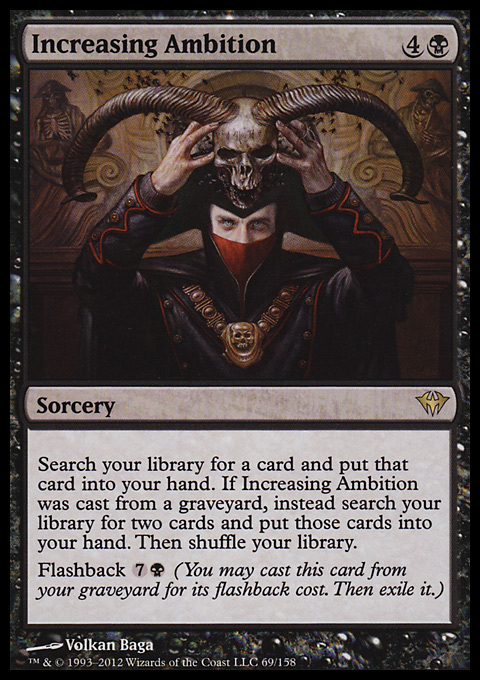 Increasing Ambition 4
Sorcery
Search your library for a card and put that
card into your hand. If Increasing Ambition
was cast from a graveyard, instead search your
library for two cards and put those cards into
your hand. Then shuffle your library.
Flashback 7 (You may cast this card from
your graveyard for its flashback cost. Then exile it.)
Volkan Baga
™ & © 1993–2012 Wizards of the Coast LLC 69/158